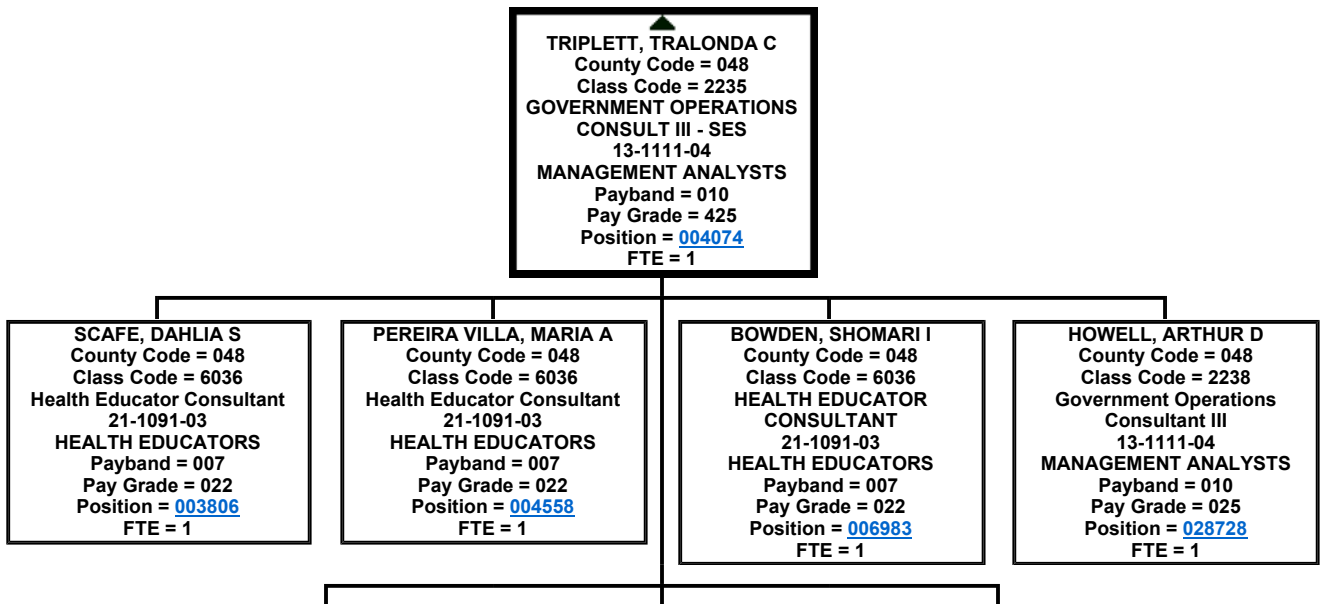 TRIPLETT, TRALONDA C
County Code = 048
Class Code = 2235
GOVERNMENT OPERATIONS
CONSULT III - SES
13-1111-04
MANAGEMENT ANALYSTS
Payband = 010
Pay Grade = 425
Position = 004074
FTE = 1
SCAFE, DAHLIA S
County Code = 048
Class Code = 6036
Health Educator Consultant
21-1091-03
HEALTH EDUCATORS
Payband = 007
Pay Grade = 022
Position = 003806
FTE = 1
PEREIRA VILLA, MARIA A
County Code = 048
Class Code = 6036
Health Educator Consultant
21-1091-03
HEALTH EDUCATORS
Payband = 007
Pay Grade = 022
Position = 004558
FTE = 1
BOWDEN, SHOMARI I
County Code = 048
Class Code = 6036
HEALTH EDUCATOR
CONSULTANT
21-1091-03
HEALTH EDUCATORS
Payband = 007
Pay Grade = 022
Position = 006983
FTE = 1
HOWELL, ARTHUR D
County Code = 048
Class Code = 2238
Government Operations
Consultant III
13-1111-04
MANAGEMENT ANALYSTS
Payband = 010
Pay Grade = 025
Position = 028728
FTE = 1